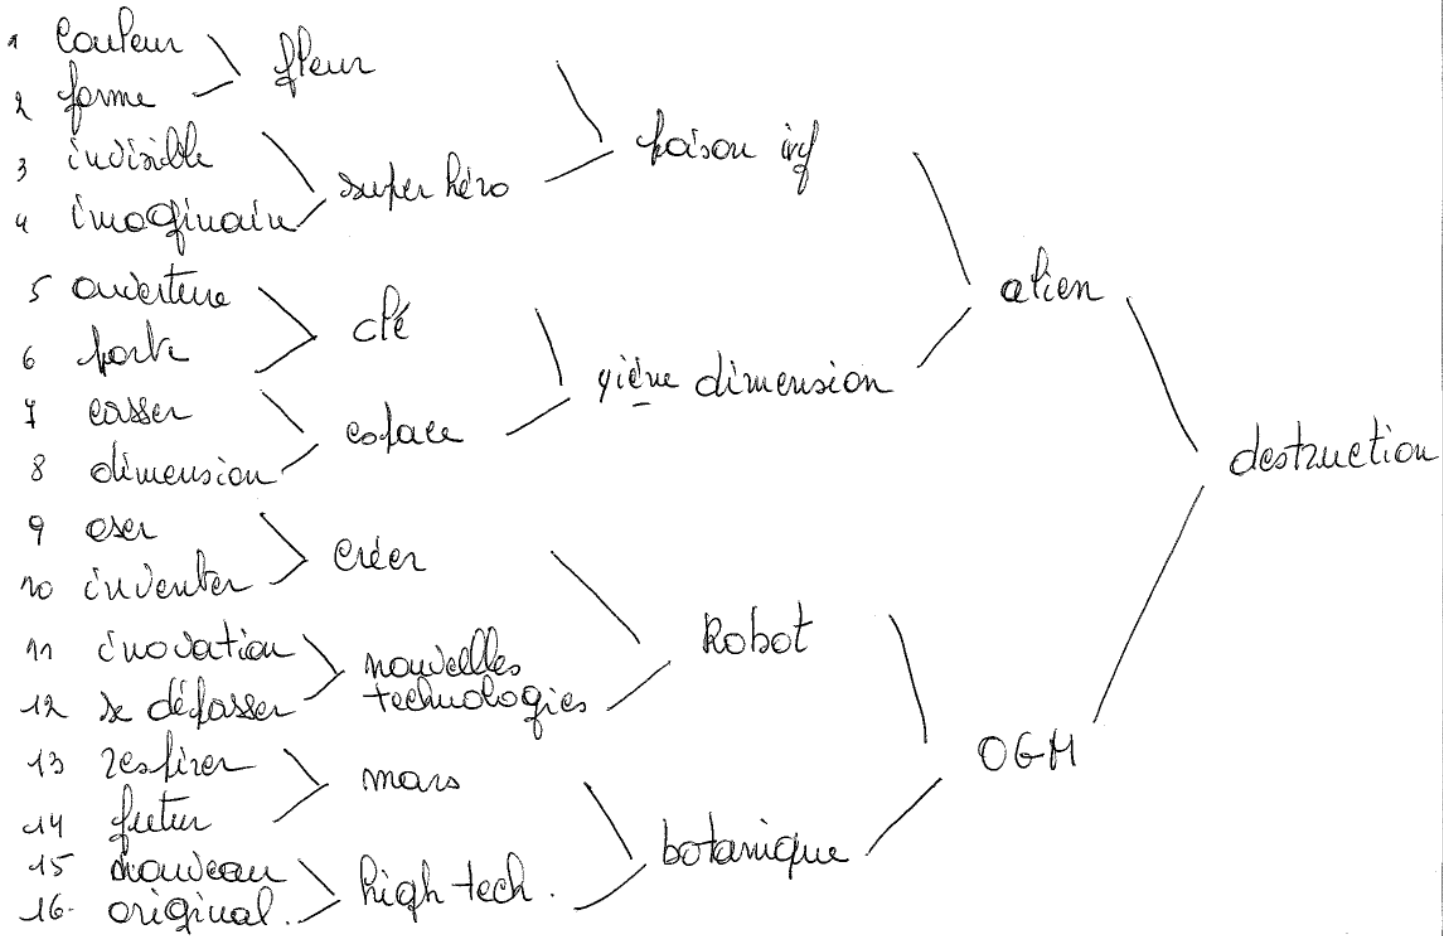 1 Couleur
2 forme
fleur
3 invisible
4 imaginaire
super héro
poison ivy
5 ouverture
6 porte
clé
7 casser
8 dimension
espace
4ième dimension
alien
9 oser
10 inventer
créer
11 inovation
12 se dépasser
nouvelles
technologies
Robot
13 respirer
14 futur
mars
15 nouveau
16. original.
high tech.
botanique
OGM
destruction